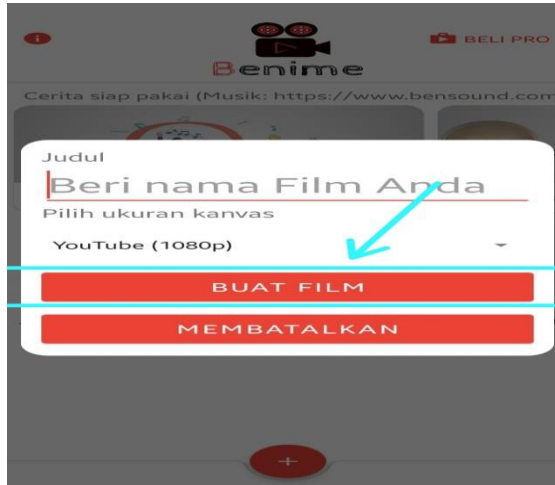 BELI PRO
Benime
Cerita siap pakai (Musik: https://www.bensound.com
Judul
Beri nama Film Anda
Pilih ukuran kanvas
YouTube (1080p)
BUAT FILM
MEMBATALKAN